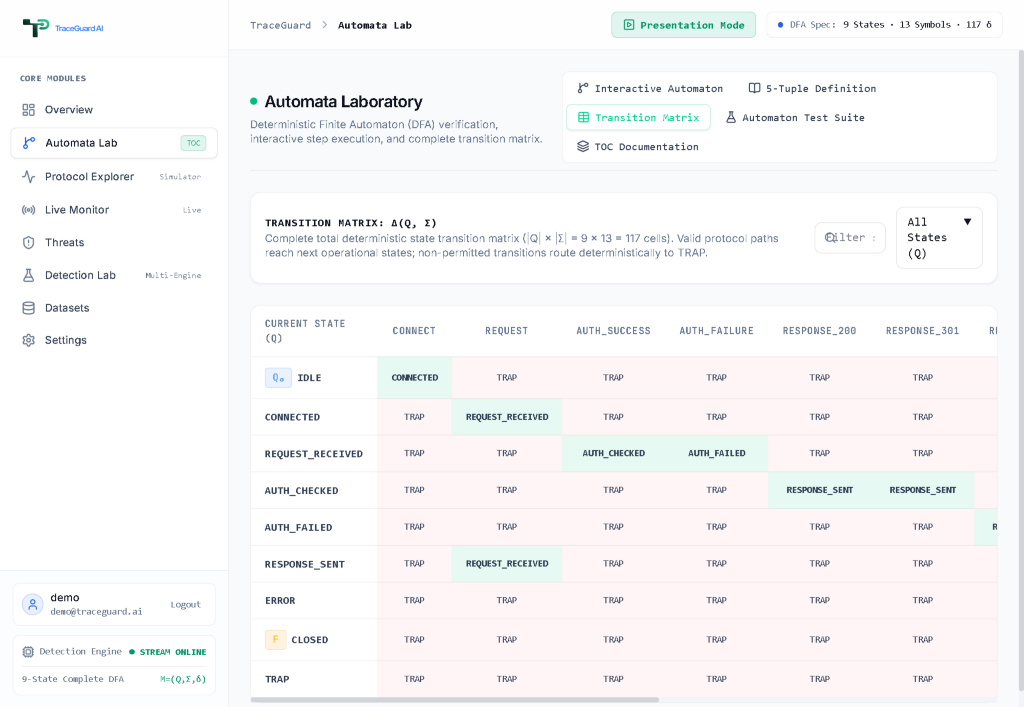 TraceGuard AI
TraceGuard > Automata Lab
Presentation Mode
DFA Spec: 9 States · 13 Symbols · 117 δ
CORE MODULES
Overview
Automata Lab TOC
Protocol Explorer Simulator
Live Monitor Live
Threats
Detection Lab Multi-Engine
Datasets
Settings
demo
demo@traceguard.ai
Logout
Detection Engine STREAM ONLINE
9-State Complete DFA M=(Q,Σ,δ)
Automata Laboratory
Deterministic Finite Automaton (DFA) verification,
interactive step execution, and complete transition matrix.
Interactive Automaton 5-Tuple Definition
Transition Matrix Automaton Test Suite
TOC Documentation
TRANSITION MATRIX: Δ(Q, Σ)
Complete total deterministic state transition matrix (|Q| × |Σ| = 9 × 13 = 117 cells). Valid protocol paths
reach next operational states; non-permitted transitions route deterministically to TRAP.
Filter :
All
States
(Q)
CURRENT STATE
(Q)
CONNECT REQUEST AUTH_SUCCESS AUTH_FAILURE RESPONSE_200 RESPONSE_301
Q₀ IDLE CONNECTED TRAP TRAP TRAP TRAP TRAP
CONNECTED TRAP REQUEST_RECEIVED TRAP TRAP TRAP TRAP
REQUEST_RECEIVED TRAP TRAP AUTH_CHECKED AUTH_FAILED TRAP TRAP
AUTH_CHECKED TRAP TRAP TRAP TRAP RESPONSE_SENT RESPONSE_SENT
AUTH_FAILED TRAP TRAP TRAP TRAP TRAP TRAP
RESPONSE_SENT TRAP REQUEST_RECEIVED TRAP TRAP TRAP TRAP
ERROR TRAP TRAP TRAP TRAP TRAP TRAP
F CLOSED TRAP TRAP TRAP TRAP TRAP TRAP
TRAP TRAP TRAP TRAP TRAP TRAP TRAP